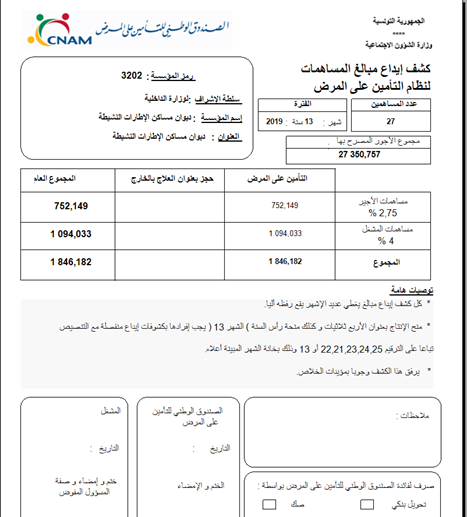 الجمهورية التونسية
****
وزارة الشؤون الاجتماعية
الصندوق الوطني للتأمين على المرض
CNAM
كشف إيداع مبالغ المساهمات
لنظام التأمين على المرض
رمز المؤسسة : 3202
سلطة الاشراف :لوزارة الداخلية
إسم المؤسسة : ديوان مساكن الإطارات النشيطة
العنوان : ديوان مساكن الإطارات النشيطة
عدد المساهمين
الفترة
27
شهر : 13 سنة : 2019
مجموع الأجور المصرح بها :
27 350,757
التأمين على المرض
حجز بعنوان العلاج بالخارج
المجموع العام
مساهمات الأجير
2,75 %
752,149
752,149
مساهمات المشغل
4 %
1 094,033
1 094,033
المجموع
1 846,182
1 846,182
توصيات هامة
* كل كشف إيداع مبالغ يغطي عديد الإشهر يقع رفضه آليا.
* منح الإنتاج بعنوان الأربع ثلاثيات و كذلك منحة رأس السنة ( الشهر 13 ) يجب إفرادها بكشوفات إيداع منفصلة مع التنصيص
تباعا على الترقيم 22,21,23,24,25 أو 13 وذلك بخانة الشهر المبينة أعلاه.
* يرفق هذا الكشف وجوبا بمؤيدات الخلاص.
ملاحظات :
الصندوق الوطني للتأمين
على المرض
التاريخ :
الختم و الإمضاء
المشغل
التاريخ :
ختم و إمضاء و صفة
المسؤول المفوض
صرف لفائدة الصندوق الوطني للتأمين على المرض بواسطة :
تحويل بنكي
صك